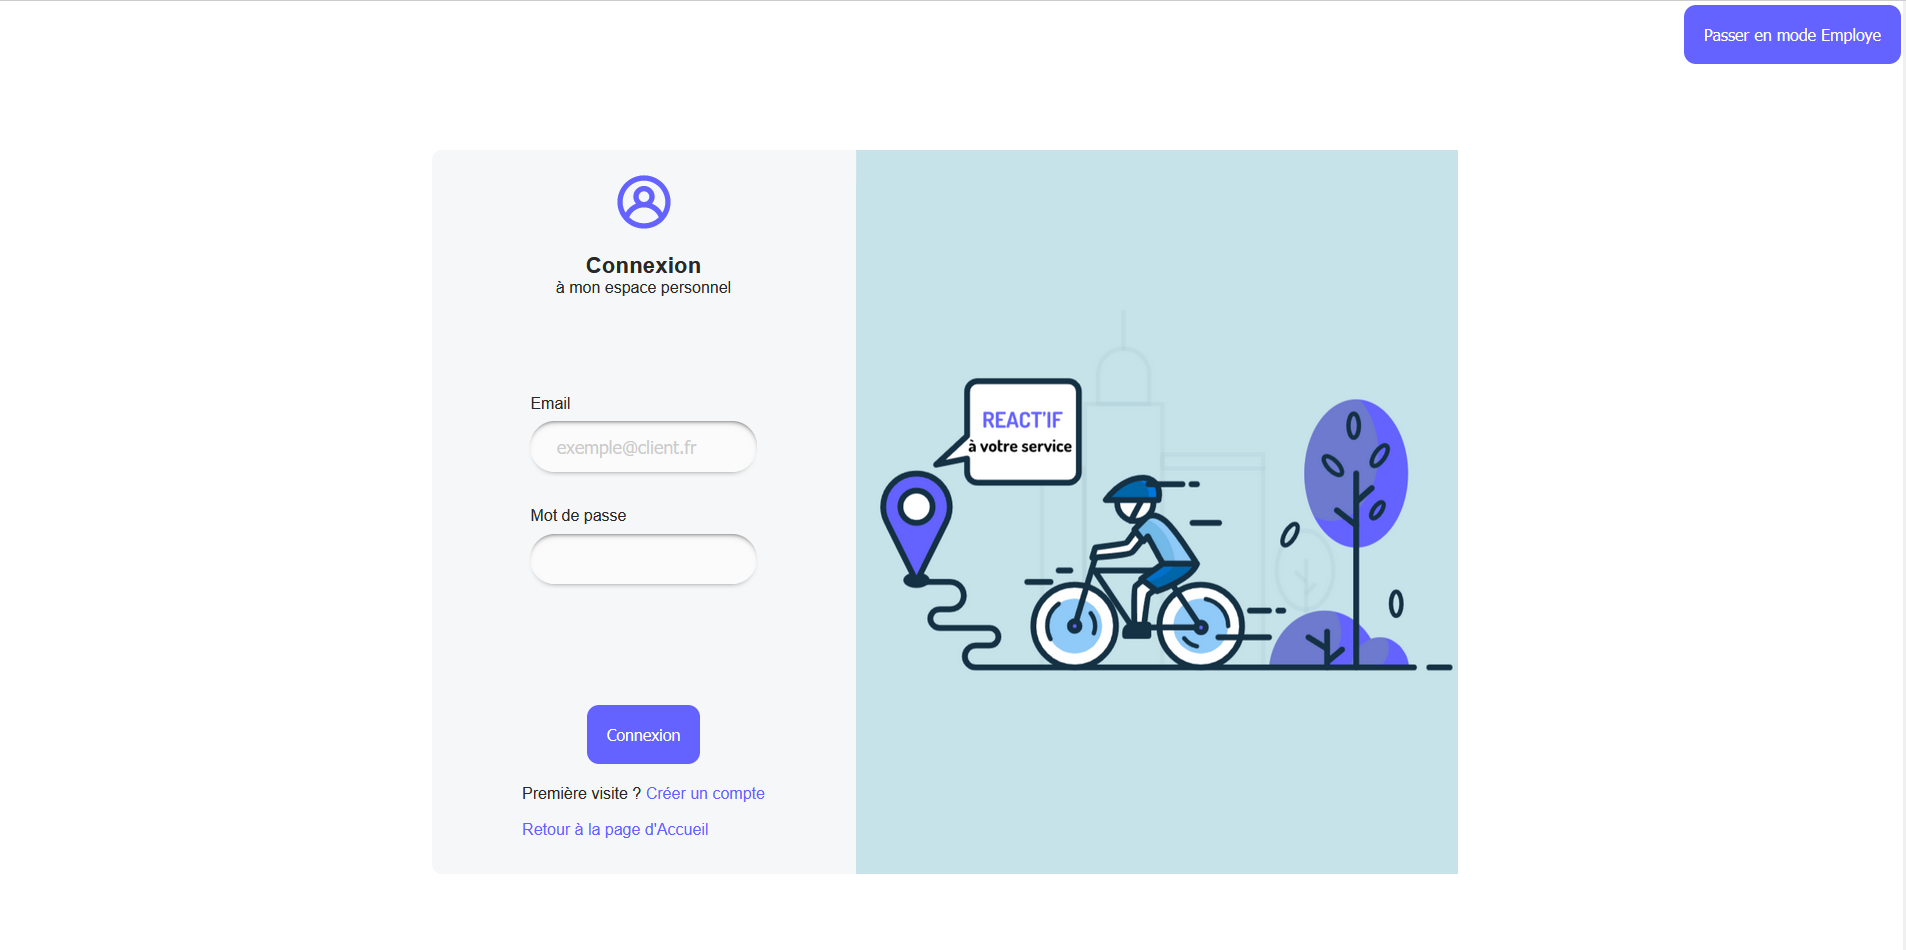 Passer en mode Employe
Connexion
à mon espace personnel
Email
exemple@client.fr
Mot de passe
Connexion
Première visite ? Créer un compte
Retour à la page d'Accueil
REACT'IF
à votre service